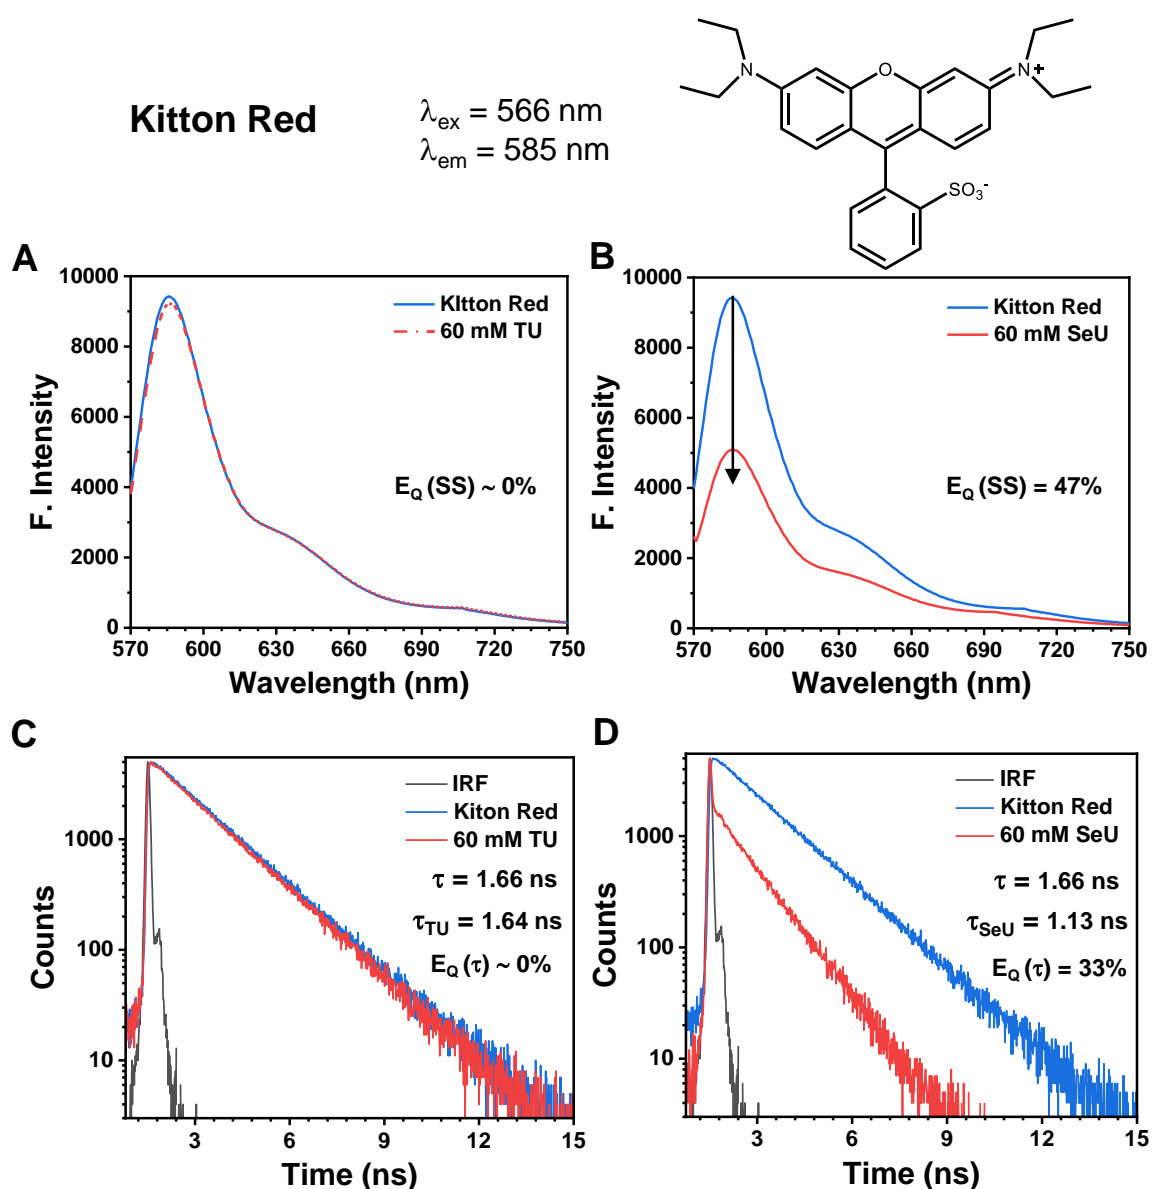 Kitton Red
λex = 566 nm
λem = 585 nm
N
O
N+
SO3-
A
10000
8000
6000
4000
2000
0
KItton Red
60 mM TU
EQ (SS) ~ 0%
F. Intensity
570 600 630 660 690 720 750
Wavelength (nm)
B
10000
8000
6000
4000
2000
0
Kitton Red
60 mM SeU
EQ (SS) = 47%
F. Intensity
570 600 630 660 690 720 750
Wavelength (nm)
C
1000
100
10
IRF
Kiton Red
60 mM TU
τ = 1.66 ns
τTU = 1.64 ns
EQ (τ) ~ 0%
Counts
3 6 9 12 15
Time (ns)
D
1000
100
10
IRF
Kitton Red
60 mM SeU
τ = 1.66 ns
τSeU = 1.13 ns
EQ (τ) = 33%
Counts
3 6 9 12 15
Time (ns)